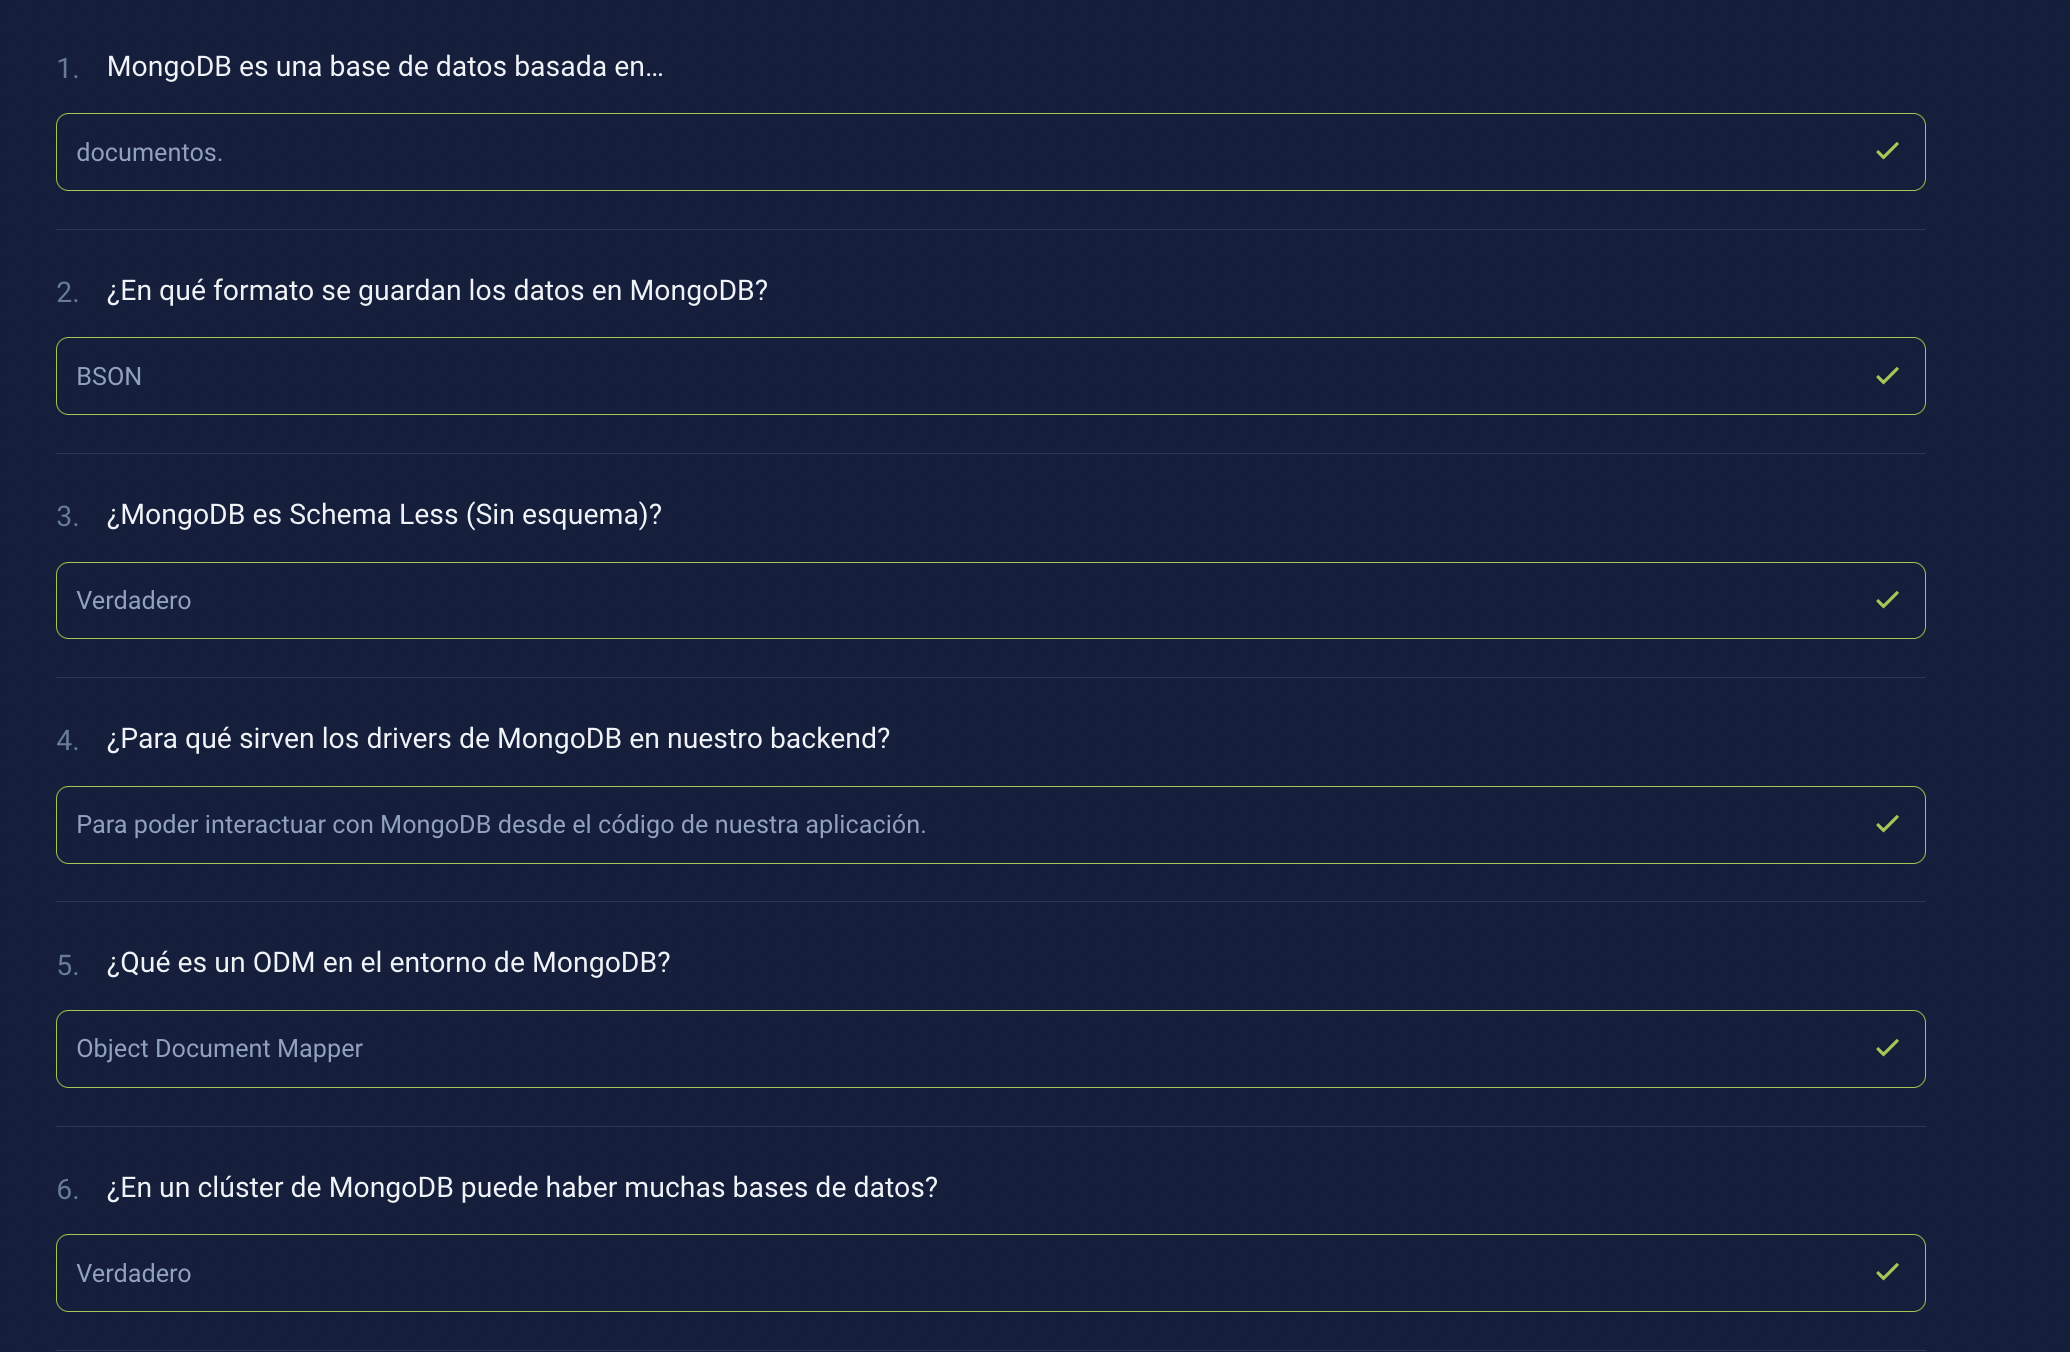 1. MongoDB es una base de datos basada en...
documentos.
2. ¿En qué formato se guardan los datos en MongoDB?
BSON
3. ¿MongoDB es Schema Less (Sin esquema)?
Verdadero
4. ¿Para qué sirven los drivers de MongoDB en nuestro backend?
Para poder interactuar con MongoDB desde el código de nuestra aplicación.
5. ¿Qué es un ODM en el entorno de MongoDB?
Object Document Mapper
6. ¿En un clúster de MongoDB puede haber muchas bases de datos?
Verdadero